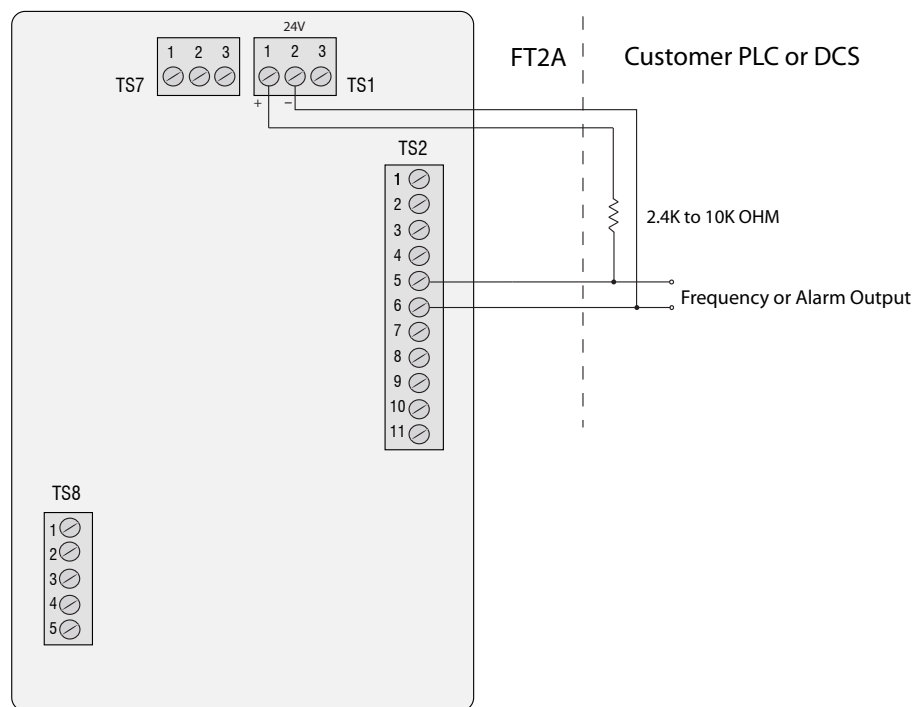 24V
1 2 3
1 2 3
TS7
TS1
+ −
FT2A
Customer PLC or DCS
TS2
1
2
3
4
5
6
7
8
9
10
11
2.4K to 10K OHM
Frequency or Alarm Output
TS8
1
2
3
4
5